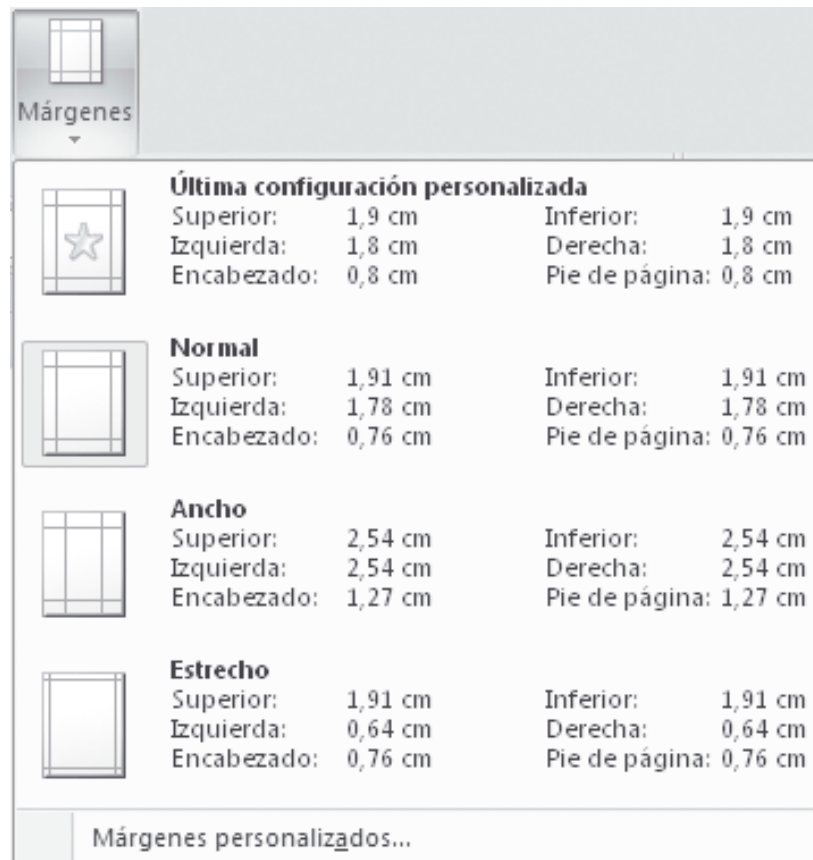 Márgenes
Última configuración personalizada
Superior: 1,9 cm Inferior: 1,9 cm
Izquierda: 1,8 cm Derecha: 1,8 cm
Encabezado: 0,8 cm Pie de página: 0,8 cm
Normal
Superior: 1,91 cm Inferior: 1,91 cm
Izquierda: 1,78 cm Derecha: 1,78 cm
Encabezado: 0,76 cm Pie de página: 0,76 cm
Ancho
Superior: 2,54 cm Inferior: 2,54 cm
Izquierda: 2,54 cm Derecha: 2,54 cm
Encabezado: 1,27 cm Pie de página: 1,27 cm
Estrecho
Superior: 1,91 cm Inferior: 1,91 cm
Izquierda: 0,64 cm Derecha: 0,64 cm
Encabezado: 0,76 cm Pie de página: 0,76 cm
Márgenes personalizados...